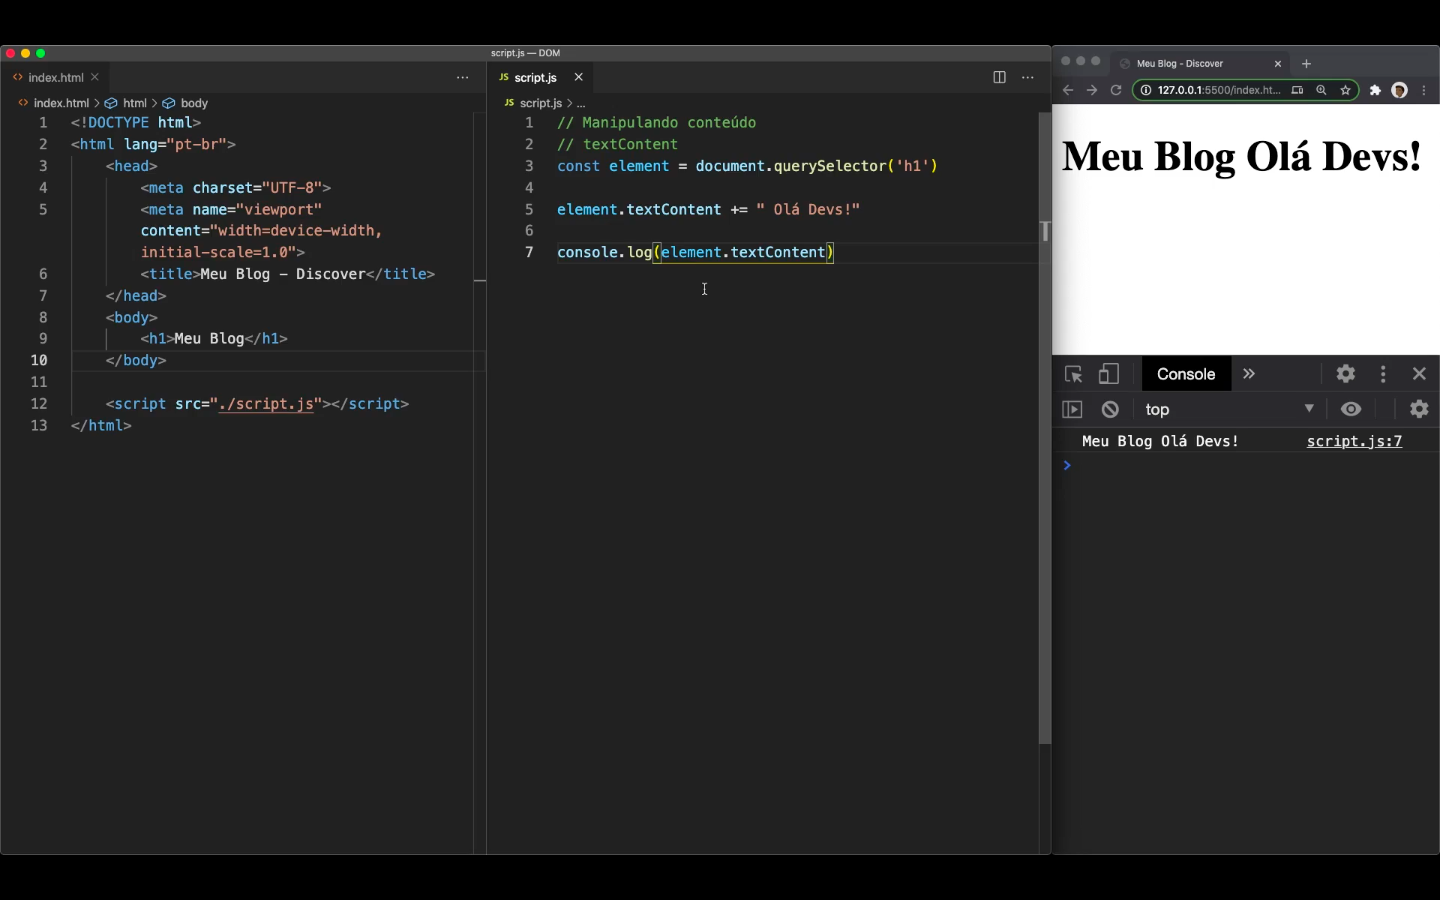 script.js — DOM
index.html
index.html > html > body
1 <!DOCTYPE html>
2 <html lang="pt-br">
3 <head>
4 <meta charset="UTF-8">
5 <meta name="viewport"
content="width=device-width,
initial-scale=1.0">
6 <title>Meu Blog – Discover</title>
7 </head>
8 <body>
9 <h1>Meu Blog</h1>
10 </body>
11
12 <script src="./script.js"></script>
13 </html>
JS script.js
JS script.js > ...
1 // Manipulando conteúdo
2 // textContent
3 const element = document.querySelector('h1')
4
5 element.textContent += " Olá Devs!"
6
7 console.log(element.textContent)
Meu Blog - Discover
127.0.0.1:5500/index.ht...
Meu Blog Olá Devs!
Console
top
Meu Blog Olá Devs! script.js:7